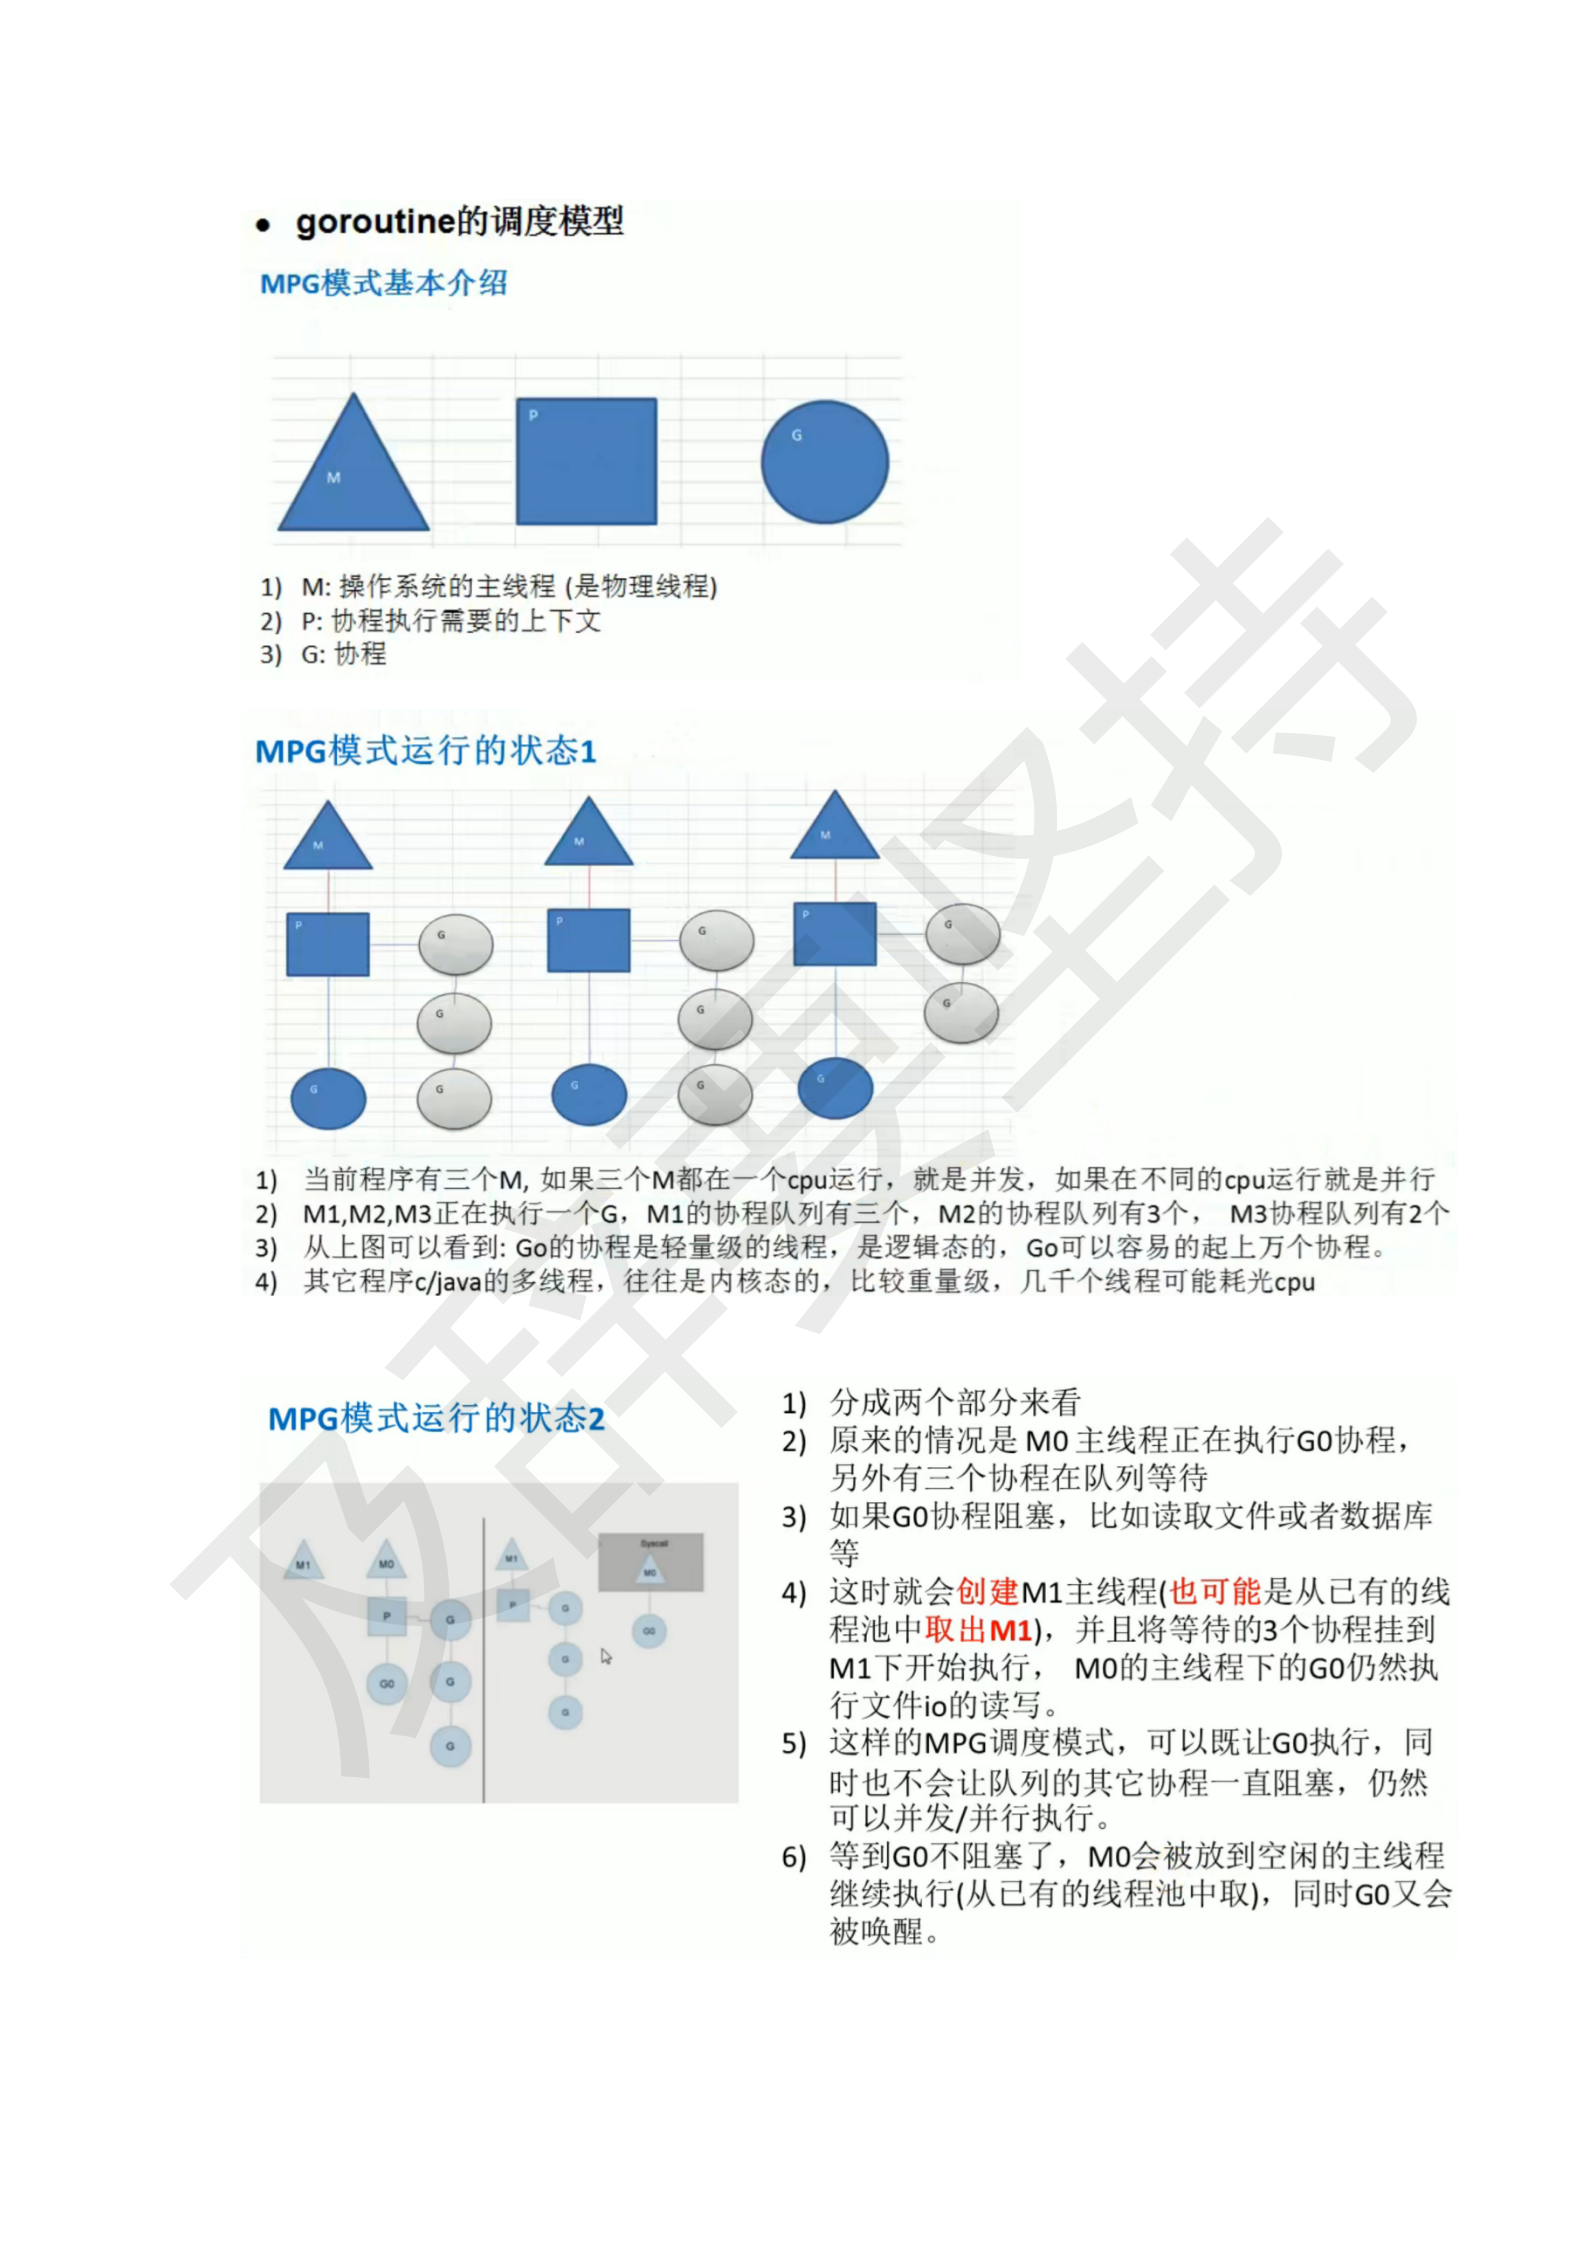 ● goroutine的调度模型
MPG模式基本介绍
M
P
G
1) M: 操作系统的主线程 (是物理线程)
2) P: 协程执行需要的上下文
3) G: 协程
MPG模式运行的状态1
M
M
M
P
G
P
G
P
G
G
G
G
G
G
G
G
G
G
1) 当前程序有三个M, 如果三个M都在一个cpu运行，就是并发，如果在不同的cpu运行就是并行
2) M1,M2,M3正在执行一个G，M1的协程队列有三个，M2的协程队列有3个， M3协程队列有2个
3) 从上图可以看到: Go的协程是轻量级的线程，是逻辑态的，Go可以容易的起上万个协程。
4) 其它程序c/java的多线程，往往是内核态的，比较重量级，几千个线程可能耗光cpu
MPG模式运行的状态2
M1
M0
P
G
G0
G
G
M1
P
G
G
G
Syscall
M0
G0
1) 分成两个部分来看
2) 原来的情况是 M0 主线程正在执行G0协程，
另外有三个协程在队列等待
3) 如果G0协程阻塞，比如读取文件或者数据库
等
4) 这时就会创建M1主线程(也可能是从已有的线
程池中取出M1)，并且将等待的3个协程挂到
M1下开始执行， M0的主线程下的G0仍然执
行文件io的读写。
5) 这样的MPG调度模式，可以既让G0执行，同
时也不会让队列的其它协程一直阻塞，仍然
可以并发/并行执行。
6) 等到G0不阻塞了，M0会被放到空闲的主线程
继续执行(从已有的线程池中取)，同时G0又会
被唤醒。
及辞要坚持